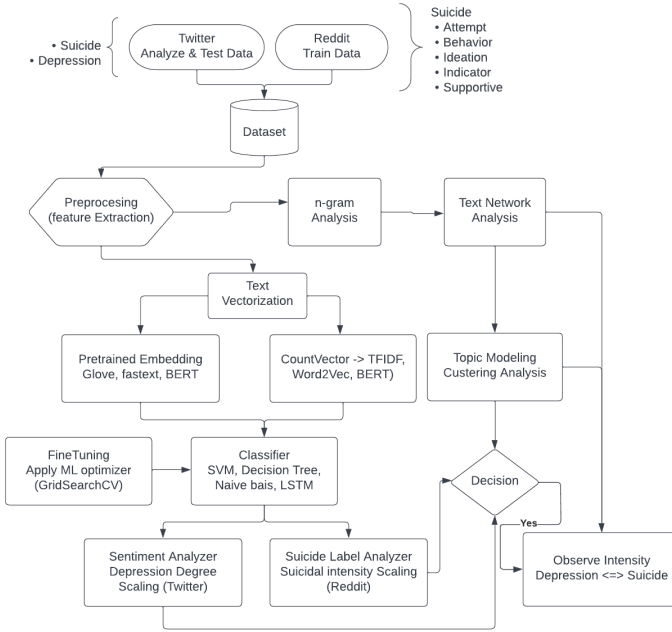 Suicide
• Attempt
• Behavior
• Ideation
• Indicator
• Supportive
• Suicide
• Depression
Twitter
Analyze & Test Data
Reddit
Train Data
Dataset
Preprocesing
(feature Extraction)
n-gram
Analysis
Text Network
Analysis
Text
Vectorization
Pretrained Embedding
Glove, fastext, BERT
CountVector -> TFIDF,
Word2Vec, BERT)
Topic Modeling
Custering Analysis
FineTuning
Apply ML optimizer
(GridSearchCV)
Classifier
SVM, Decision Tree,
Naive bais, LSTM
Decision
Yes
Sentiment Analyzer
Depression Degree
Scaling (Twitter)
Suicide Label Analyzer
Suicidal intensity Scaling
(Reddit)
Observe Intensity
Depression <=> Suicide